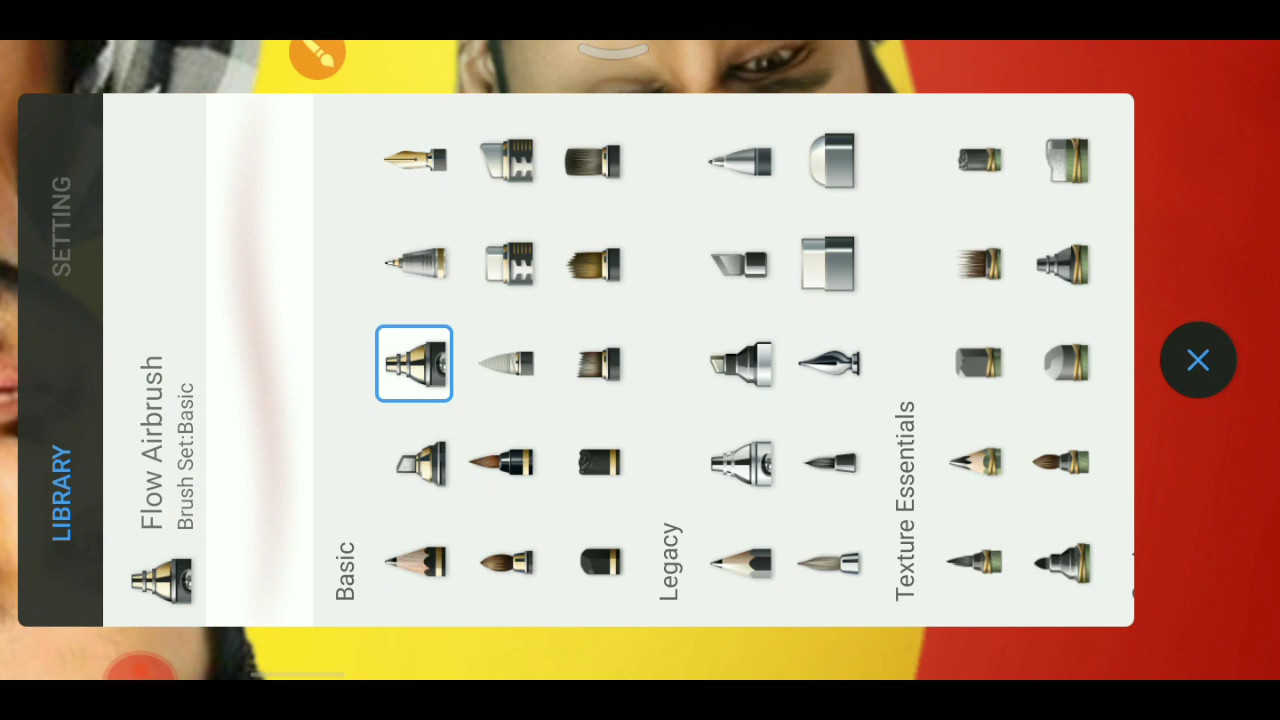 LIBRARY
SETTING
Flow Airbrush
Brush Set:Basic
Basic
Legacy
Texture Essentials